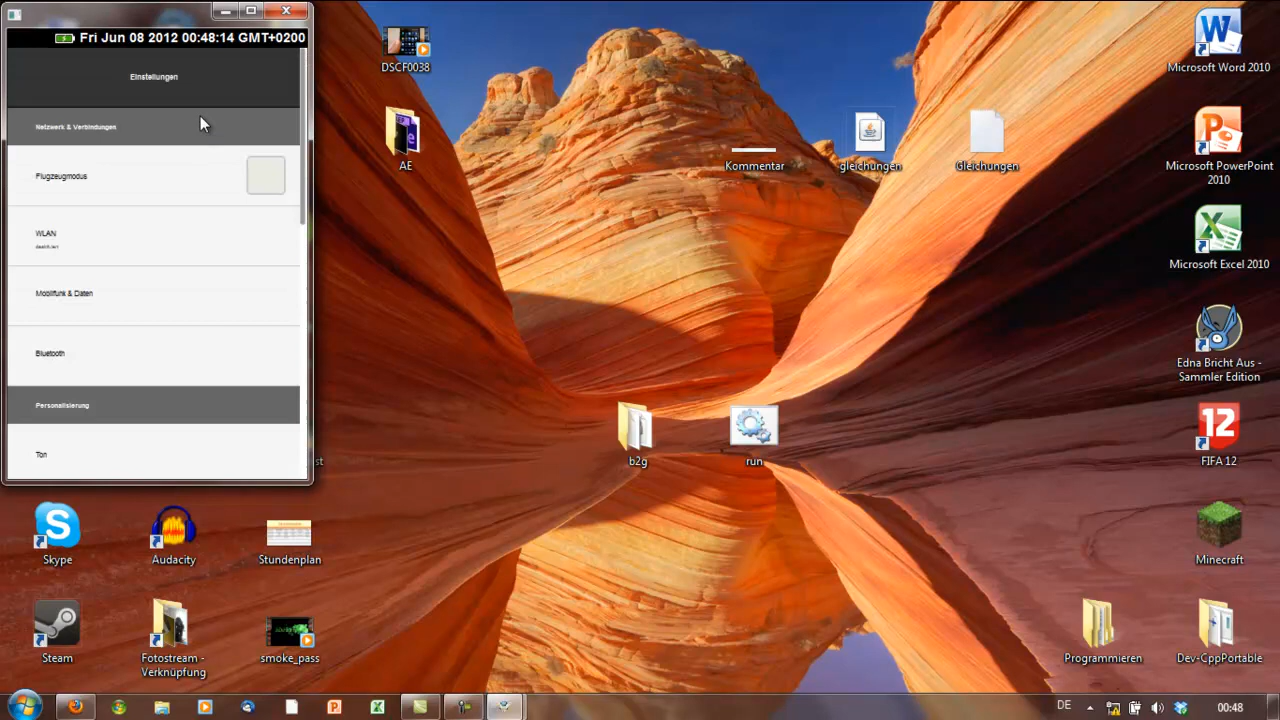 Fri Jun 08 2012 00:48:14 GMT+0200
Einstellungen
Netzwerk & Verbindungen
Flugzeugmodus
WLAN
Mobilfunk & Daten
Bluetooth
Personalisierung
Ton
DSCF0038
AE
Kommentar
gleichungen
Gleichungen
Microsoft Word 2010
Microsoft PowerPoint
2010
Microsoft Excel 2010
Edna Bricht Aus -
Sammler Edition
b2g
run
FIFA 12
12
Skype
Audacity
Stundenplan
Minecraft
Steam
Fotostream -
Verknüpfung
smoke_pass
Programmieren
Dev-CppPortable
DE
00:48